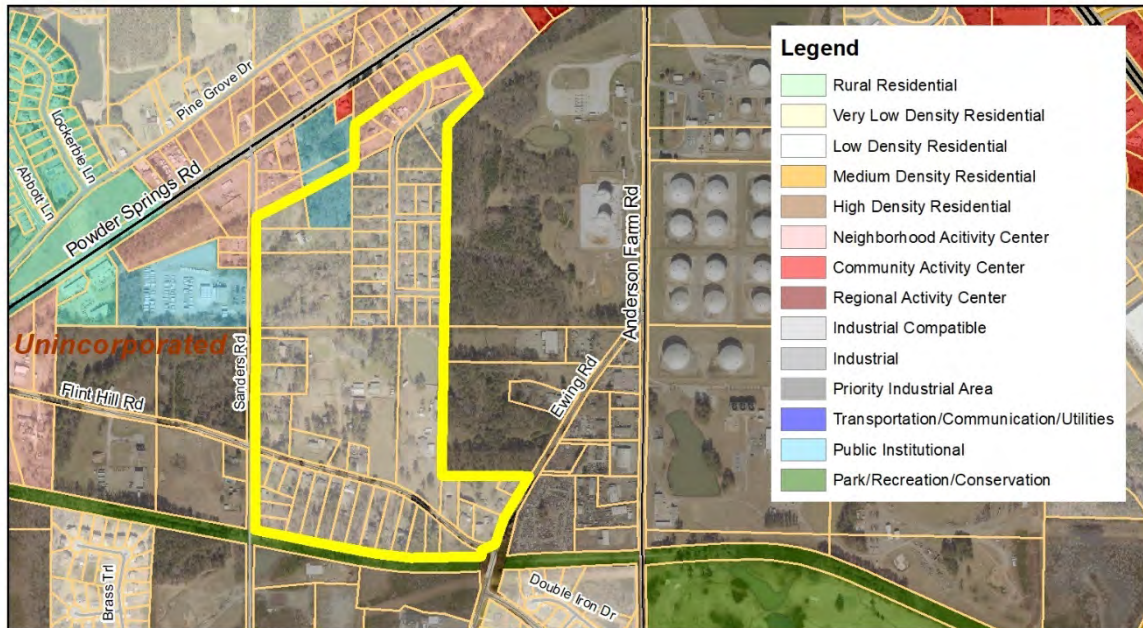 Pine Grove Dr
Lockerbie Ln
Abbott Ln
Powder Springs Rd
Unincorporated
Sanders Rd
Flint Hill Rd
Anderson Farm Rd
Ewing Rd
Brass Trl
Double Iron Dr
Legend
Rural Residential
Very Low Density Residential
Low Density Residential
Medium Density Residential
High Density Residential
Neighborhood Acitivity Center
Community Activity Center
Regional Activity Center
Industrial Compatible
Industrial
Priority Industrial Area
Transportation/Communication/Utilities
Public Institutional
Park/Recreation/Conservation